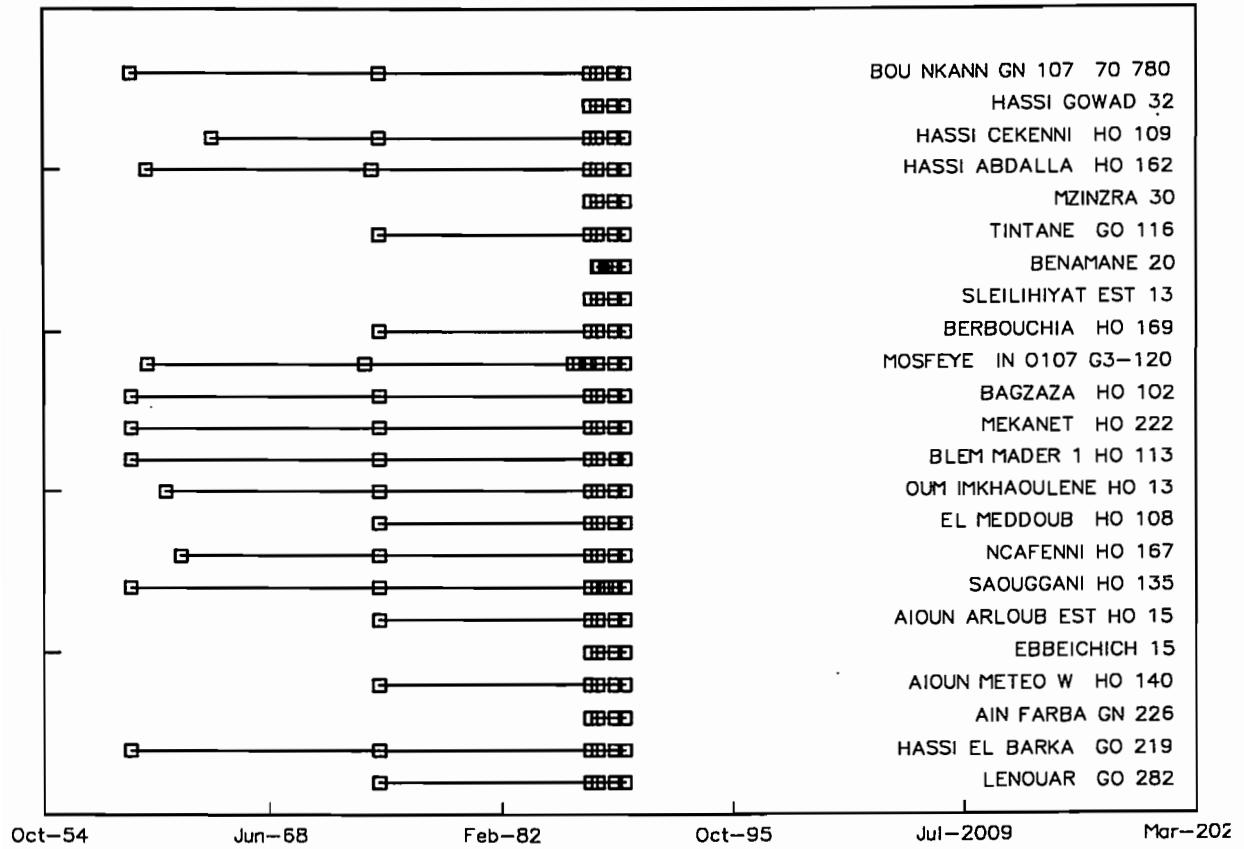 BOU NKANN GN 107 70 780
HASSI GOWAD 32
HASSI CEKENNI HO 109
HASSI ABDALLA HO 162
MZINZRA 30
TINTANE GO 116
BENAMANE 20
SLEILIHIYAT EST 13
BERBOUCHIA HO 169
MOSFEYE IN O107 G3-120
BAGZAZA HO 102
MEKANET HO 222
BLEM MADER 1 HO 113
OUM IMKHAOULENE HO 13
EL MEDDOUB HO 108
NCAFENNI HO 167
SAOUGGANI HO 135
AIOUN ARLOUB EST HO 15
EBBEICHICH 15
AIOUN METEO W HO 140
AIN FARBA GN 226
HASSI EL BARKA GO 219
LENOUAR GO 282
Oct-54 Jun-68 Feb-82 Oct-95 Jul-2009 Mar-202